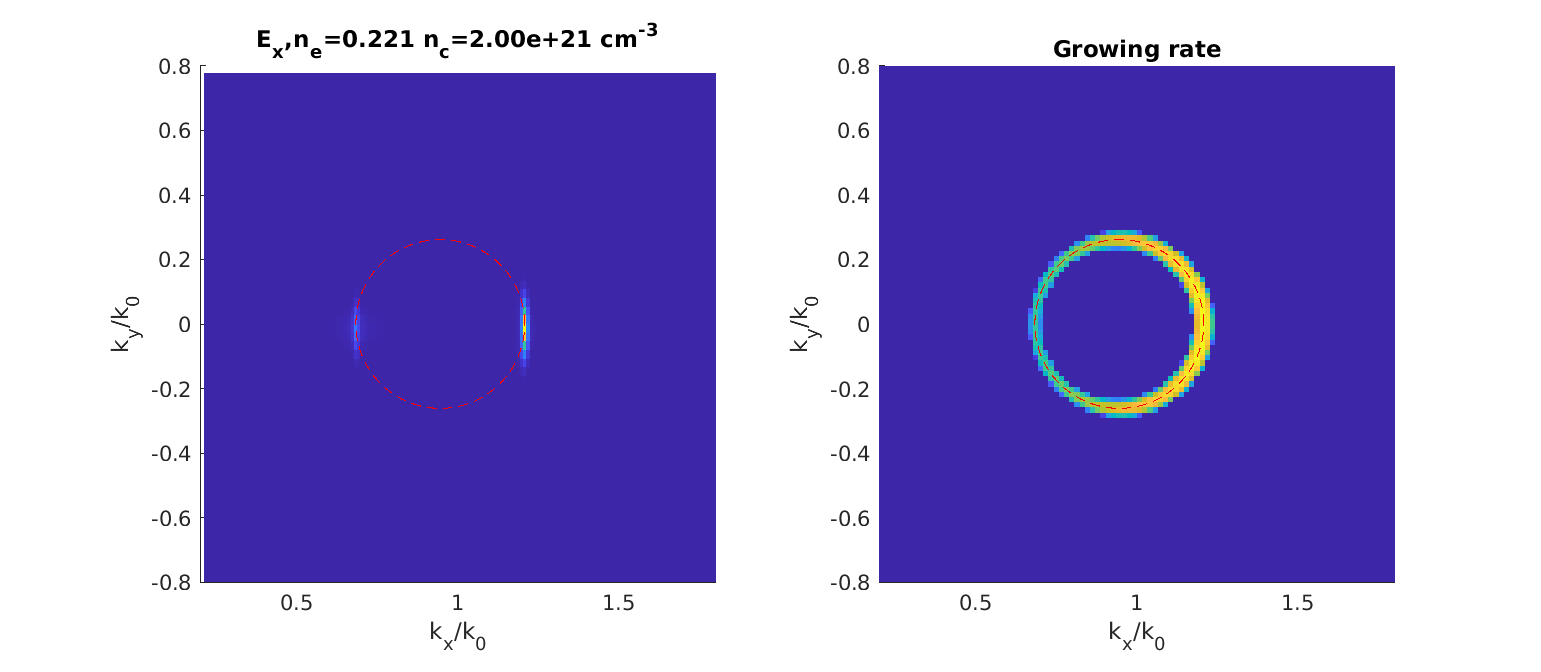 E_x,n_e=0.221 n_c=2.00e+21 cm^-3
0.8
0.6
0.4
0.2
0
-0.2
-0.4
-0.6
-0.8
k_y/k_0
0.5 1 1.5
k_x/k_0
Growing rate
0.8
0.6
0.4
0.2
0
-0.2
-0.4
-0.6
-0.8
k_y/k_0
0.5 1 1.5
k_x/k_0